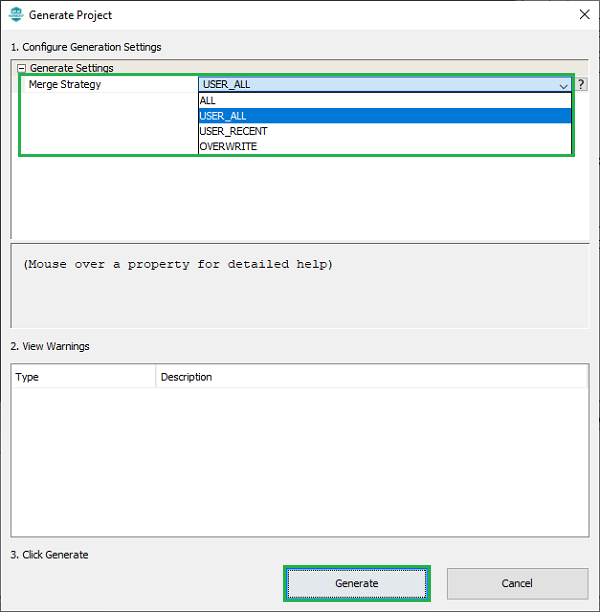 Generate Project
1. Configure Generation Settings
Generate Settings
Merge Strategy USER_ALL ?
ALL
USER_ALL
USER_RECENT
OVERWRITE
(Mouse over a property for detailed help)
2. View Warnings
Type Description
3. Click Generate
Generate Cancel